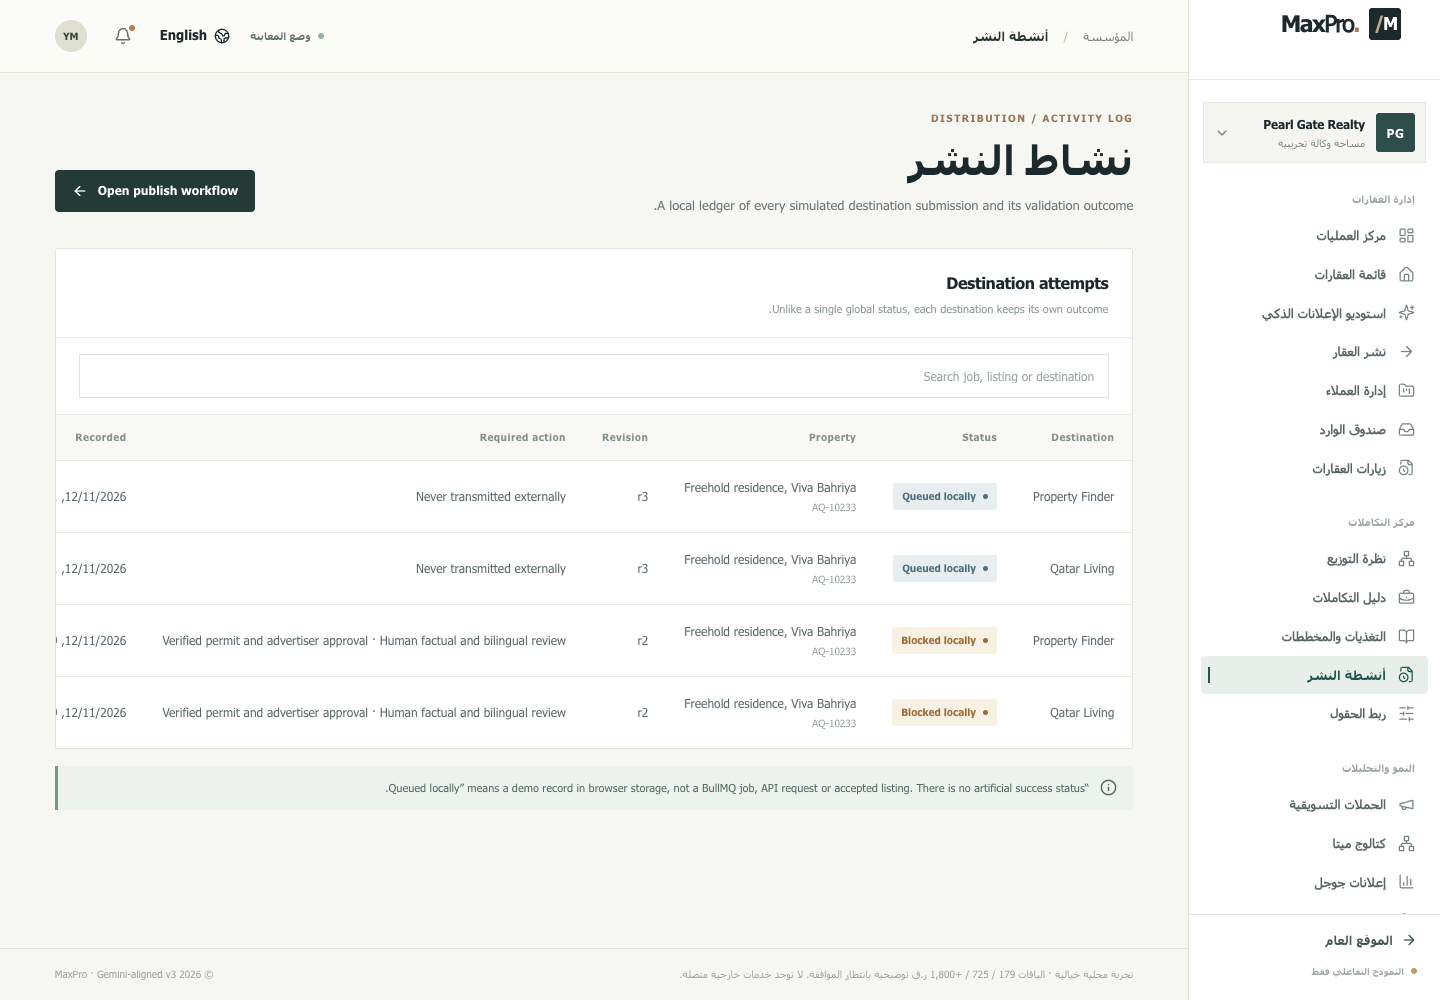 MaxPro.
/M
PG
Pearl Gate Realty
مساحة وكالة تجريبية
إدارة العقارات
مركز العمليات
قائمة العقارات
استوديو الإعلانات الذكي
نشر العقار
إدارة العملاء
صندوق الوارد
زيارات العقارات
مركز التكاملات
نظرة التوزيع
دليل التكاملات
التغذيات والمخططات
أنشطة النشر
ربط الحقول
النمو والتحليلات
الحملات التسويقية
كتالوج ميتا
إعلانات جوجل
الموقع العام
النموذج التفاعلي فقط
المؤسسة / أنشطة النشر
وضع المعاينة
English
YM
DISTRIBUTION / ACTIVITY LOG
نشاط النشر
A local ledger of every simulated destination submission and its validation outcome.
Open publish workflow
Destination attempts
Unlike a single global status, each destination keeps its own outcome.
Search job, listing or destination
Destination Status Property Revision Required action Recorded
Property Finder Queued locally Freehold residence, Viva Bahriya r3 Never transmitted externally 12/11/2026,
AQ-10233
Qatar Living Queued locally Freehold residence, Viva Bahriya r3 Never transmitted externally 12/11/2026,
AQ-10233
Property Finder Blocked locally Freehold residence, Viva Bahriya r2 Verified permit and advertiser approval · Human factual and bilingual review 12/11/2026,
AQ-10233
Qatar Living Blocked locally Freehold residence, Viva Bahriya r2 Verified permit and advertiser approval · Human factual and bilingual review 12/11/2026,
AQ-10233
“Queued locally” means a demo record in browser storage, not a BullMQ job, API request or accepted listing. There is no artificial success status.
تجربة محلية خيالية · الباقات 179 / 725 / +1,800 ر.ق توضيحية بانتظار الموافقة. لا توجد خدمات خارجية متصلة.
© 2026 MaxPro · Gemini-aligned v3